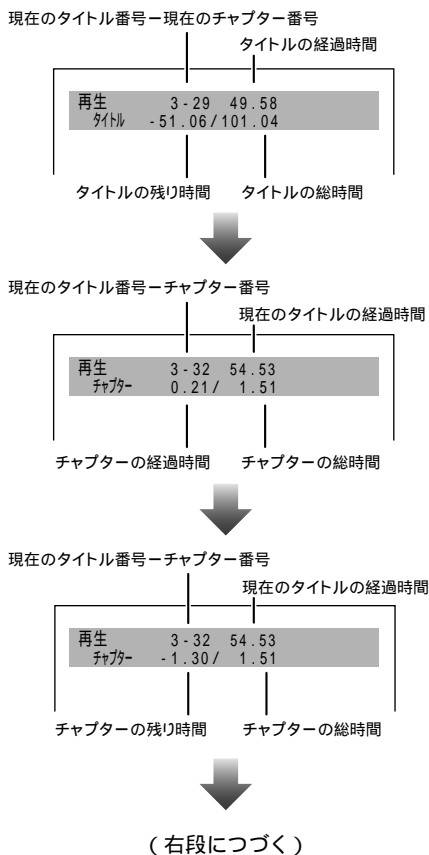 現在のタイトル番号ー現在のチャプター番号
タイトルの経過時間
再生 3-29 49.58
タイトル -51.06/101.04
タイトルの残り時間 タイトルの総時間
現在のタイトル番号ーチャプター番号
現在のタイトルの経過時間
再生 3-32 54.53
チャプター 0.21/ 1.51
チャプターの経過時間 チャプターの総時間
現在のタイトル番号ーチャプター番号
現在のタイトルの経過時間
再生 3-32 54.53
チャプター -1.30/ 1.51
チャプターの残り時間 チャプターの総時間
(右段につづく)